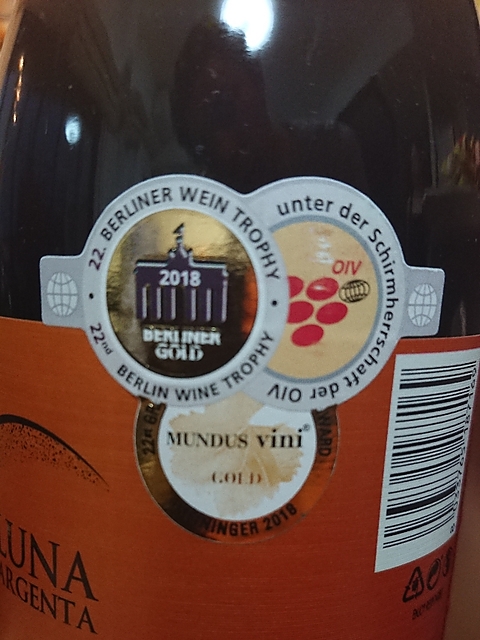 22. BERLINER WEIN TROPHY
2018
BERLINER
GOLD
22nd BERLIN WINE TROPHY
unter der Schirmherrschaft der OIV
OIV
MUNDUS vini®
GOLD
2018
LUNA
ARGENTA